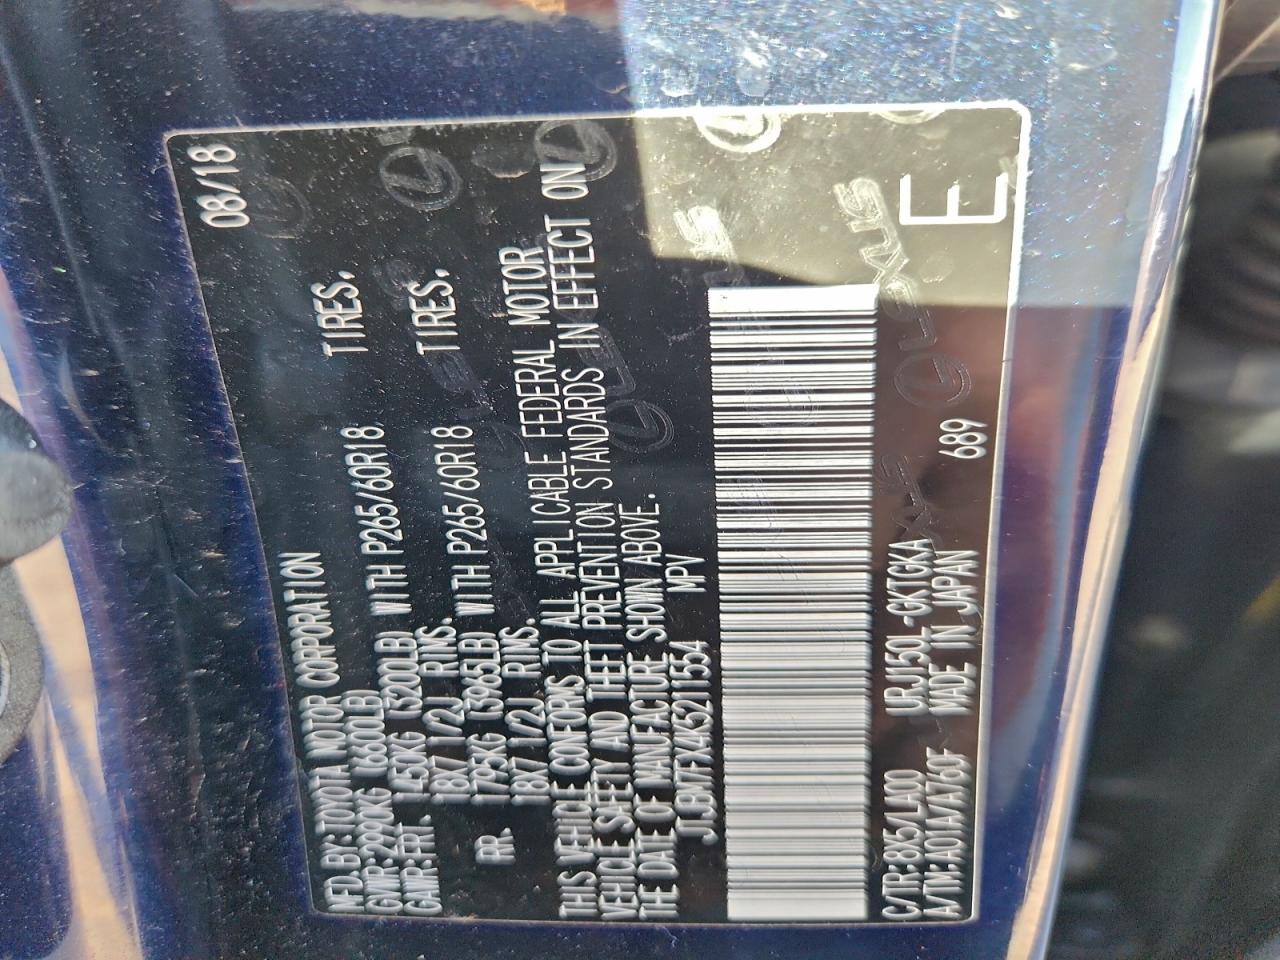 MFD.BY: TOYOTA MOTOR CORPORATION 08/18
GVWR:2990KG ( 6600LB)
GAWR:FRT. 1450KG (3200LB) WITH P265/60R18 TIRES.
18X7 1/2J RIMS.
RR. 1795KG (3965LB) WITH P265/60R18 TIRES.
18X7 1/2J RIMS.
THIS VEHICLE CONFORMS TO ALL APPLICABLE FEDERAL MOTOR
VEHICLE SAFETY AND THEFT PREVENTION STANDARDS IN EFFECT ON
THE DATE OF MANUFACTURE SHOWN ABOVE.
JTJBM7FX4K5211554 MPV
C/TR:8X5/LA00 URJ150L-GKTGKA
A/TM:A01A/A760F MADE IN JAPAN 689 E
LEXUS